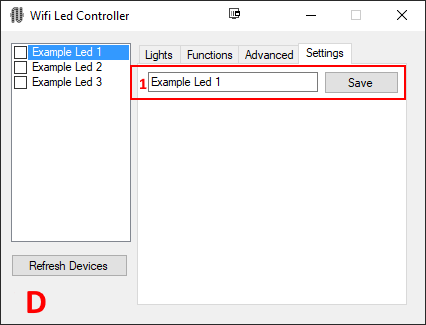 Wifi Led Controller
Example Led 1
Example Led 2
Example Led 3
Lights Functions Advanced Settings
1 Example Led 1 Save
Refresh Devices
D